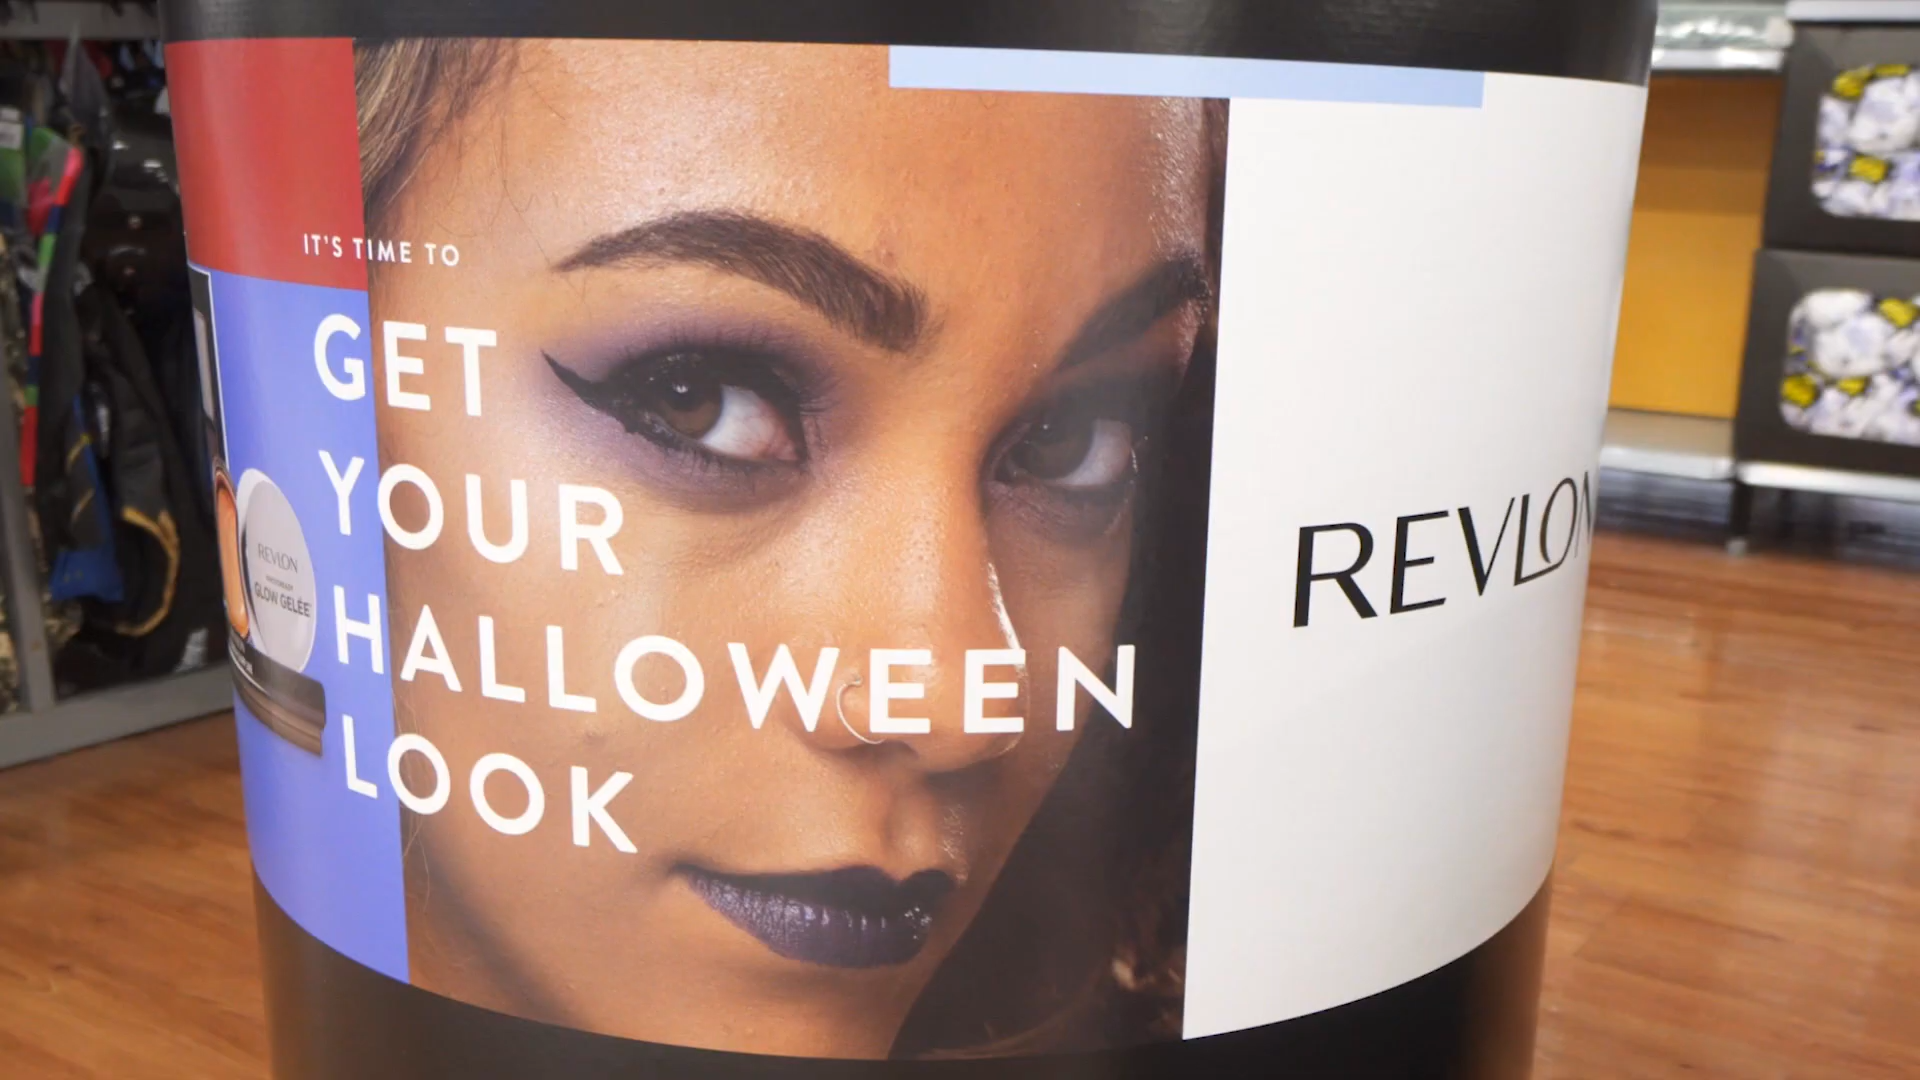 IT'S TIME TO
GET
YOUR
HALLOWEEN
LOOK
REVLON
REVLON
GLOW GELÉE